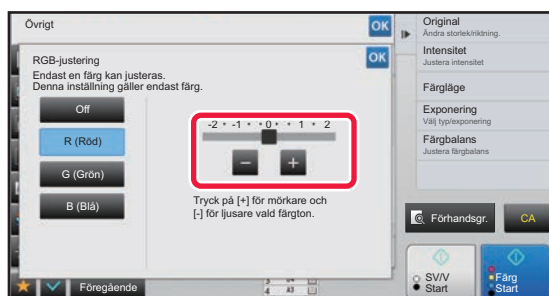 Övrigt
OK
RGB-justering
OK
Endast en färg kan justeras.
Denna inställning gäller endast färg.
Off
R (Röd)
G (Grön)
B (Blå)
-2 • -1 • • 0 • • 1 • 2
Tryck på [+] för mörkare och
[-] för ljusare vald färgton.
Föregående
Original
Ändra storlek/riktning.
Intensitet
Justera intensitet
Färgläge
Exponering
Välj typ/exponering
Färgbalans
Justera färgbalans
Förhandsgr.
CA
SV/V
Start
Färg
Start
4 A3